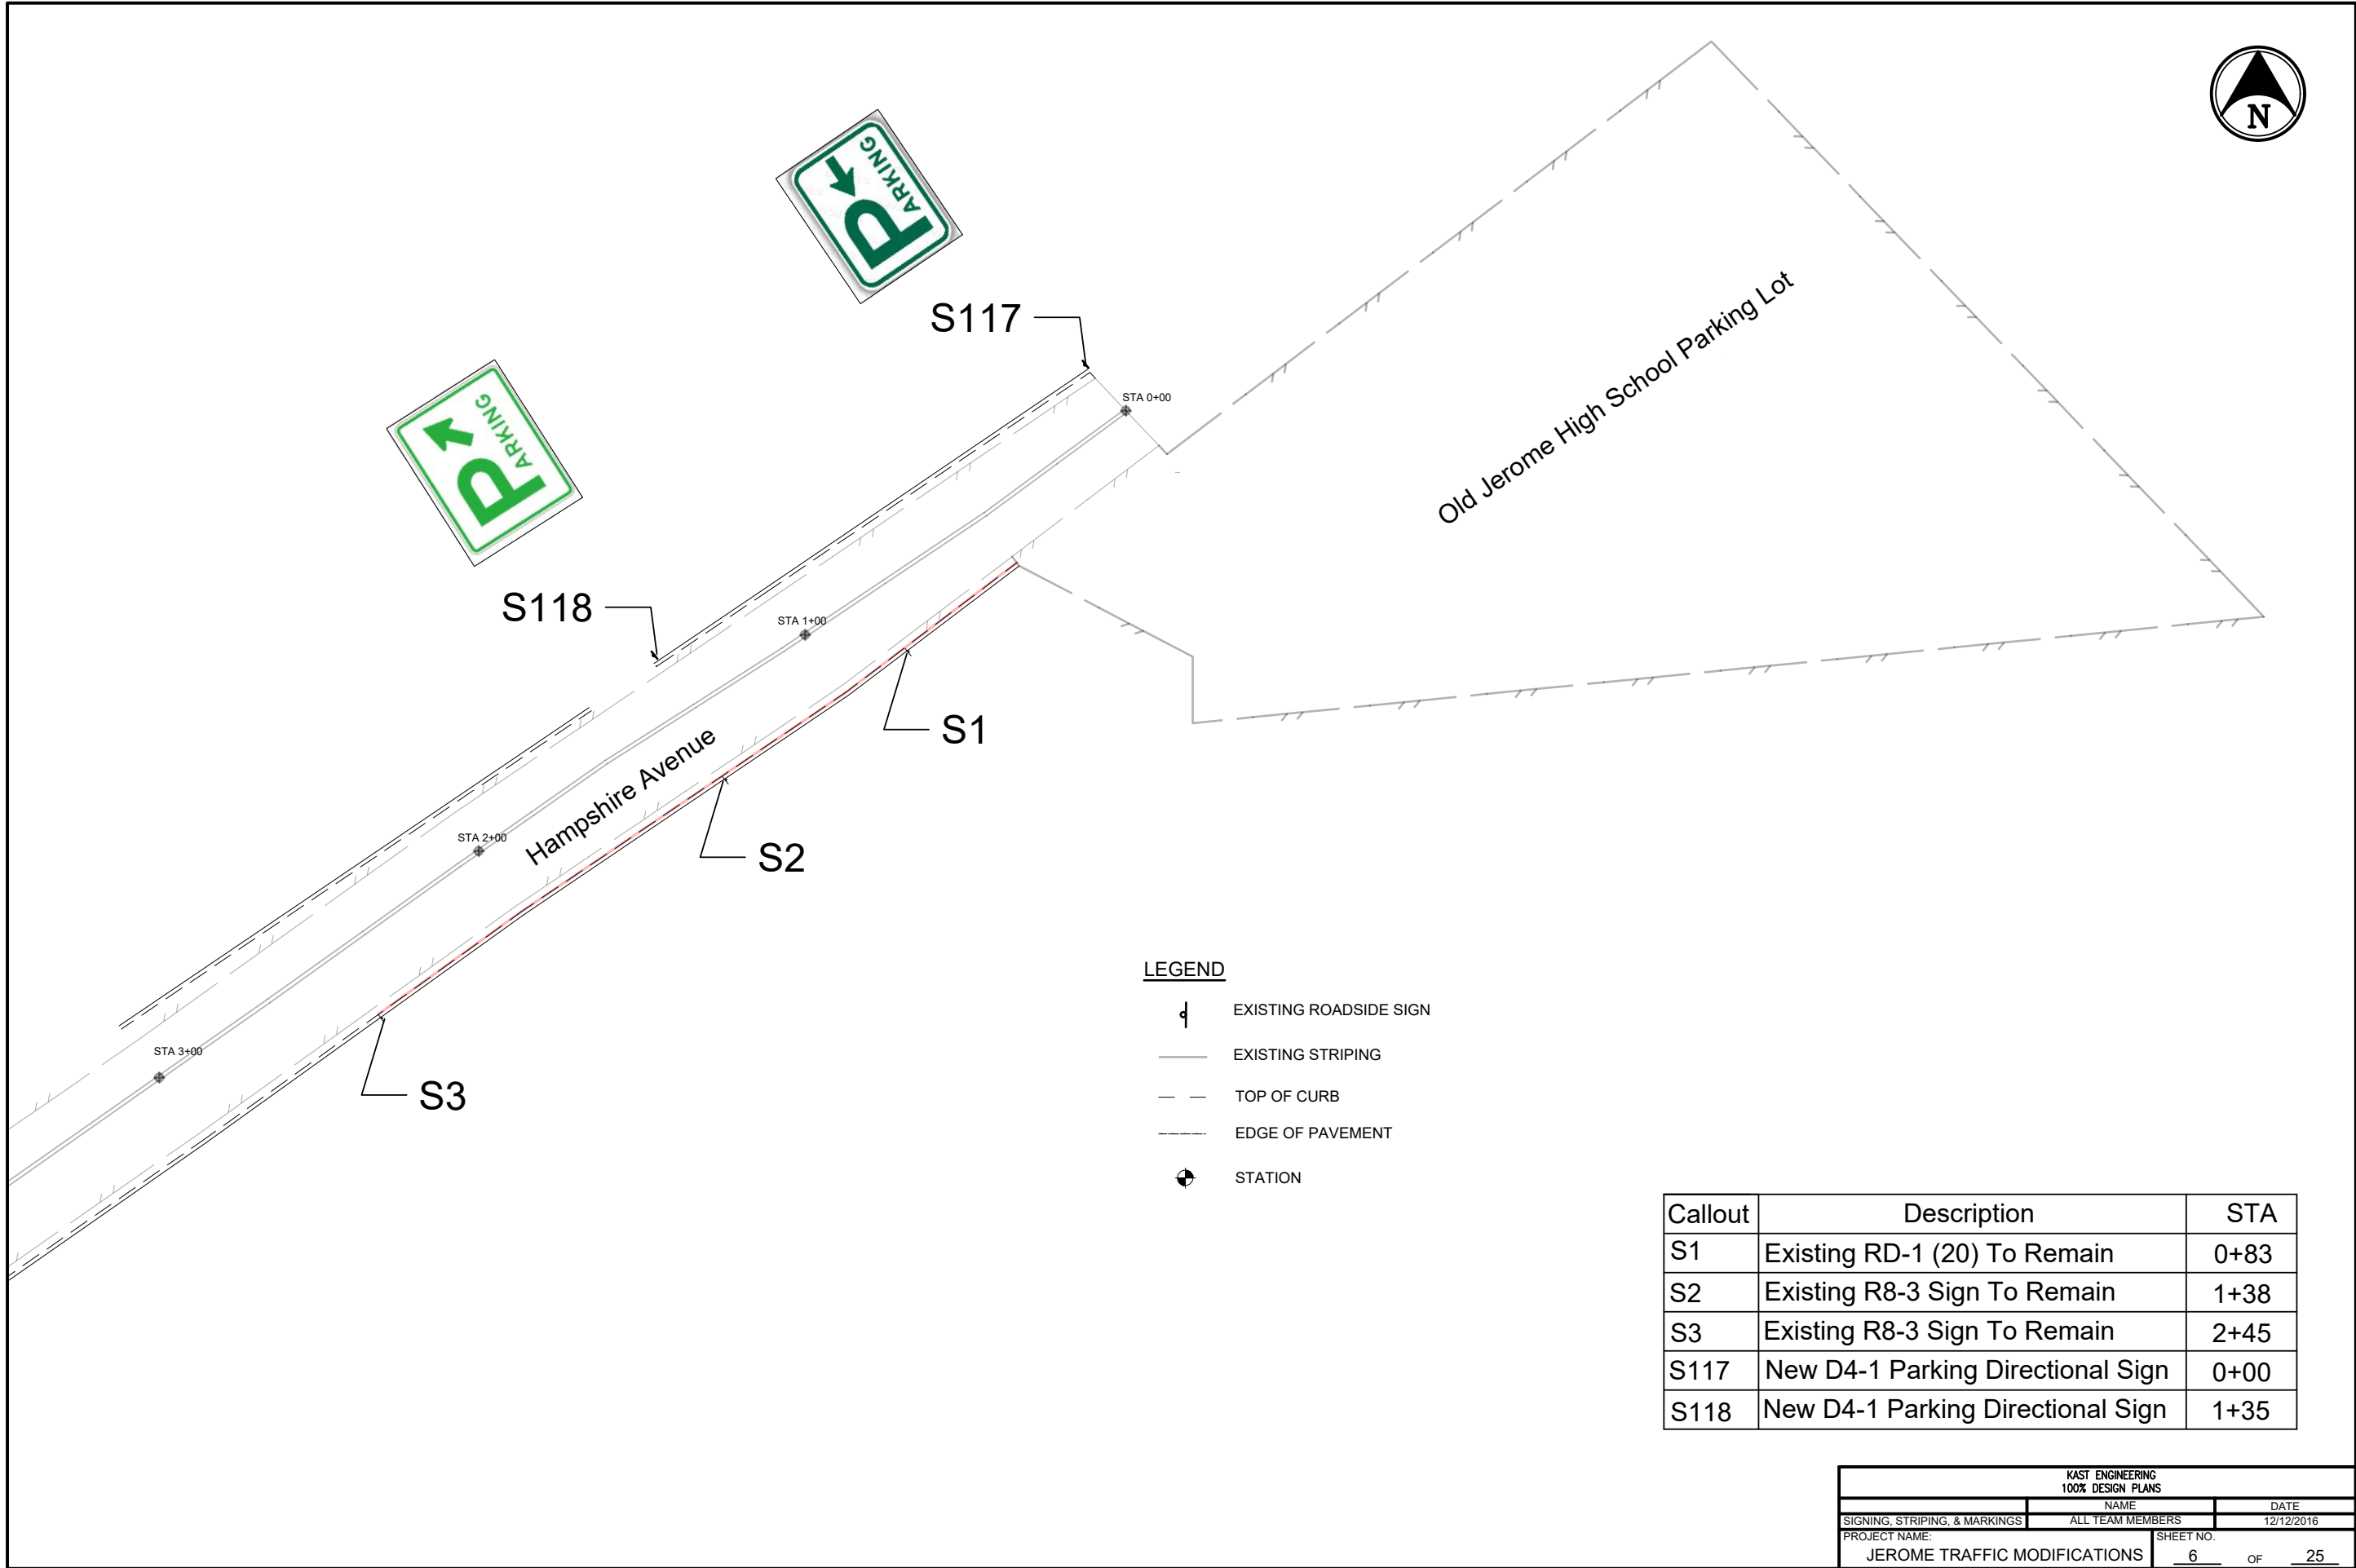 N
P ARKING
S117
STA 0+00
Old Jerome High School Parking Lot
P ARKING
S118
STA 1+00
S1
Hampshire Avenue
STA 2+00
S2
STA 3+00
S3
LEGEND
EXISTING ROADSIDE SIGN
EXISTING STRIPING
TOP OF CURB
EDGE OF PAVEMENT
STATION
Callout Description STA
S1 Existing RD-1 (20) To Remain 0+83
S2 Existing R8-3 Sign To Remain 1+38
S3 Existing R8-3 Sign To Remain 2+45
S117 New D4-1 Parking Directional Sign 0+00
S118 New D4-1 Parking Directional Sign 1+35
KAST ENGINEERING
100% DESIGN PLANS
NAME DATE
SIGNING, STRIPING, & MARKINGS ALL TEAM MEMBERS 12/12/2016
PROJECT NAME: SHEET NO.
JEROME TRAFFIC MODIFICATIONS 6 OF 25